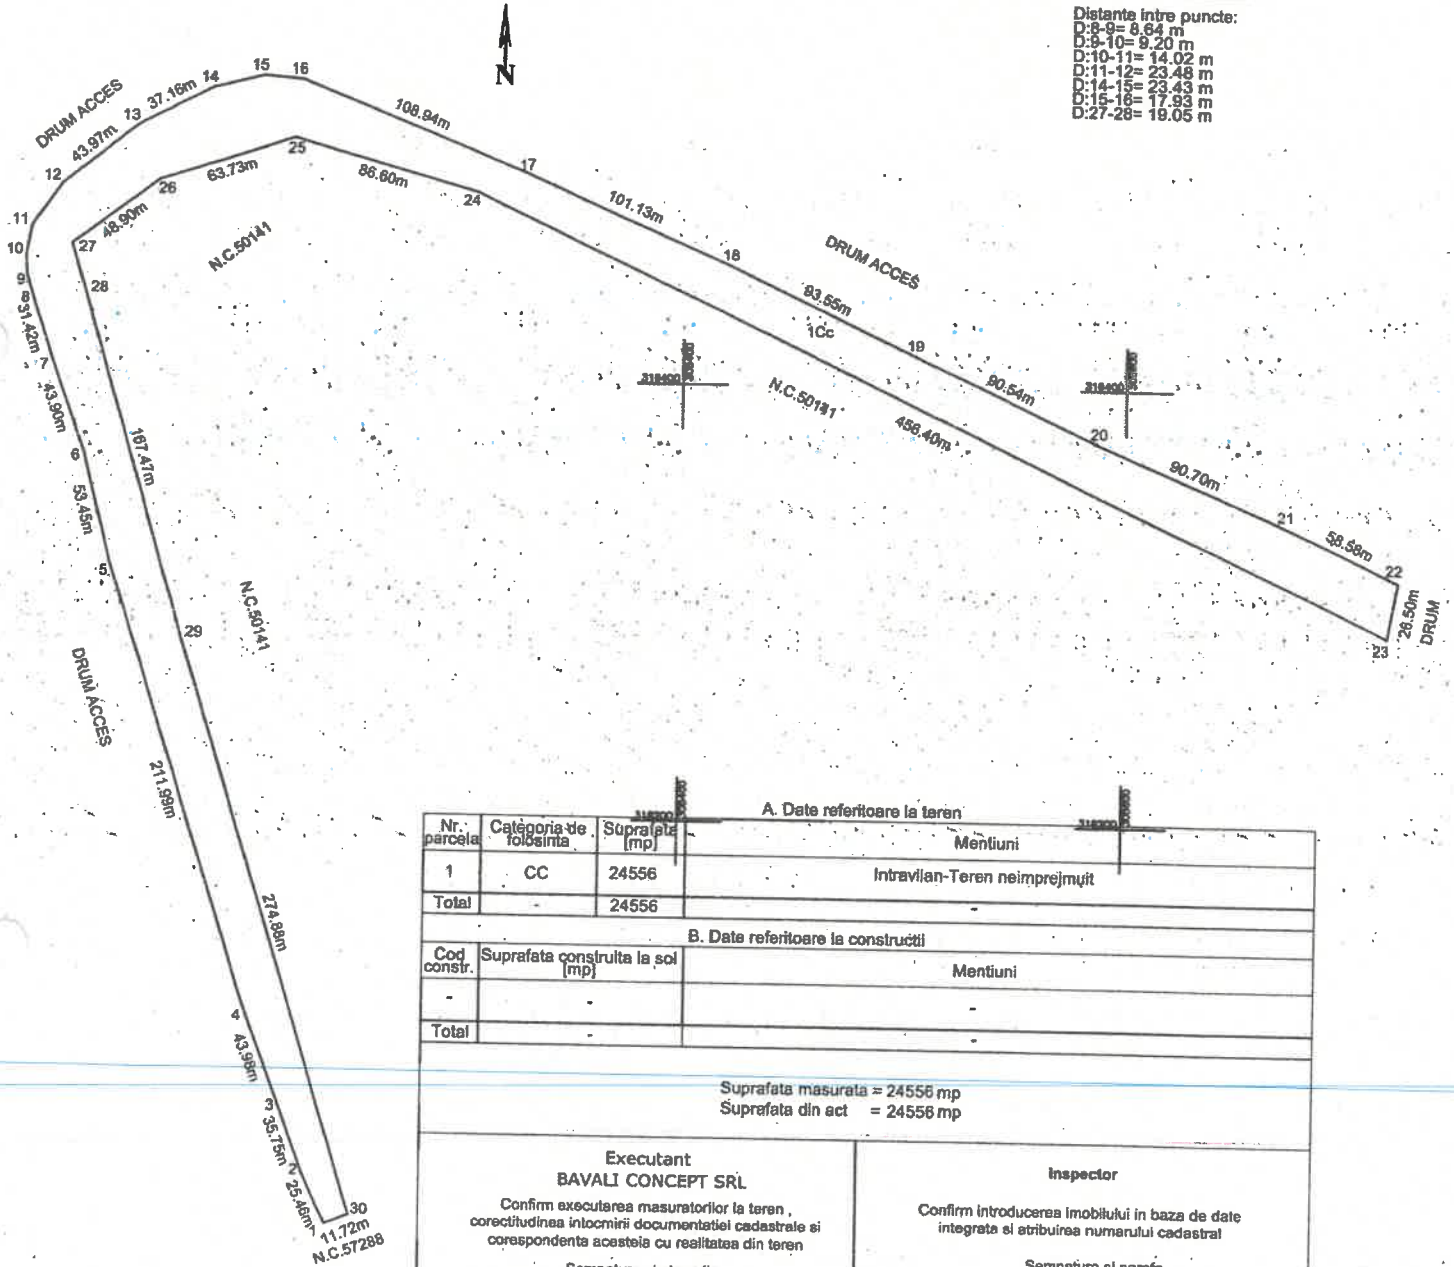 Distante intre puncte:
D:8-9= 8.64 m
D:9-10= 9.20 m
D:10-11= 14.02 m
D:11-12= 23.48 m
D:14-15= 23.43 m
D:15-16= 17.93 m
D:27-28= 19.05 m
N
DRUM ACCES
15
16
14
37.16m
13
43.97m
12
11
10
9
8
31.42m
7
43.90m
6
53.45m
5
DRUM ACCES
211.99m
4
43.98m
3
35.75m
2
25.46m
1
11.72m
N.C.57288
30
274.88m
29
N.C.50141
167.47m
28
27
48.90m
26
63.73m
25
86.60m
24
N.C.50141
108.94m
17
101.13m
18
DRUM ACCES
93.55m
1Cc
19
90.54m
N.C.50141
456.40m
20
90.70m
21
58.58m
22
26.50m
DRUM
23
318400
318400
A. Date referitoare la teren
Nr. parcela
Categoria de folosinta
Suprafata [mp]
Mentiuni
1 CC 24556 Intravilan-Teren neimprejmuit
Total - 24556 -
B. Date referitoare la constructii
Cod constr.
Suprafata construita la sol [mp]
Mentiuni
- - -
Total - -
Suprafata masurata = 24556 mp
Suprafata din act = 24556 mp
Executant
BAVALI CONCEPT SRL
Confirm executarea masuratorilor la teren ,
corectitudinea intocmirii documentatiei cadastrale si
corespondenta acesteia cu realitatea din teren
Inspector
Confirm introducerea imobilului in baza de date
integrata si atribuirea numarului cadastral